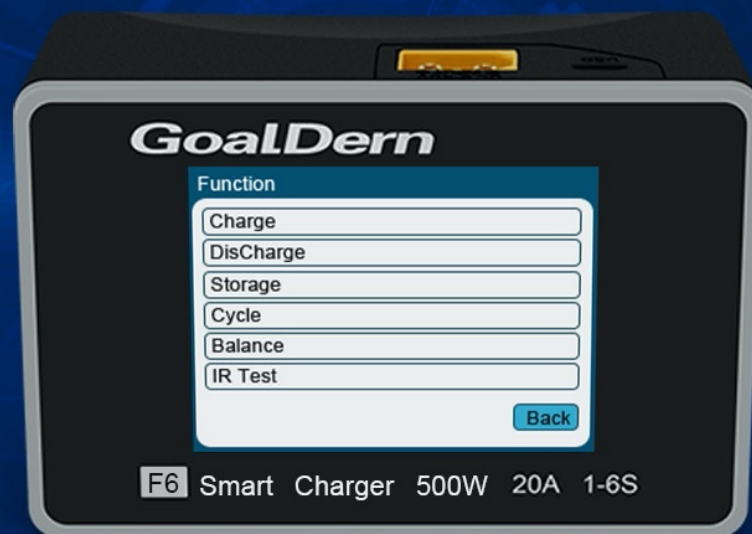 GoalDern
Function
Charge
DisCharge
Storage
Cycle
Balance
IR Test
Back
F6 Smart Charger 500W 20A 1-6S